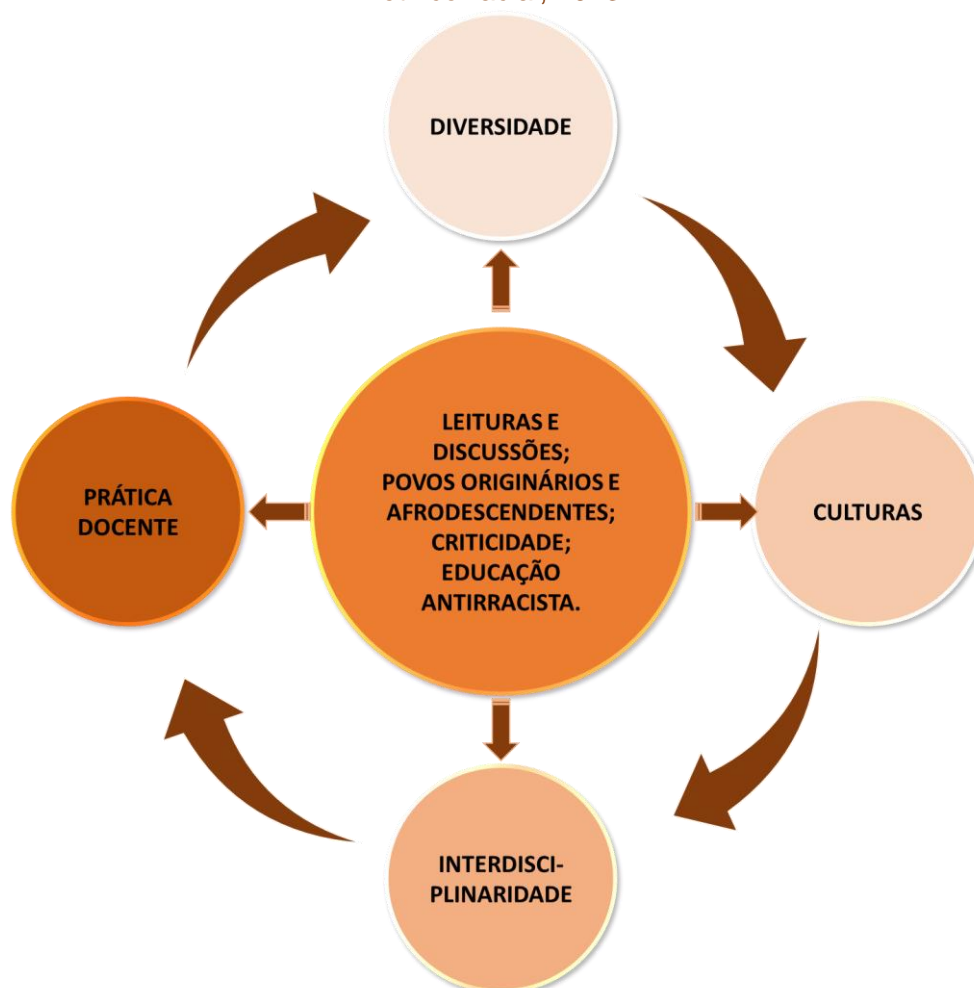 DIVERSIDADE
LEITURAS E
DISCUSSÕES;
POVOS ORIGINÁRIOS E
AFRODESCENDENTES;
CRITICIDADE;
EDUCAÇÃO
ANTIRRACISTA.
PRÁTICA
DOCENTE
CULTURAS
INTERDISCI-
PLINARIDADE